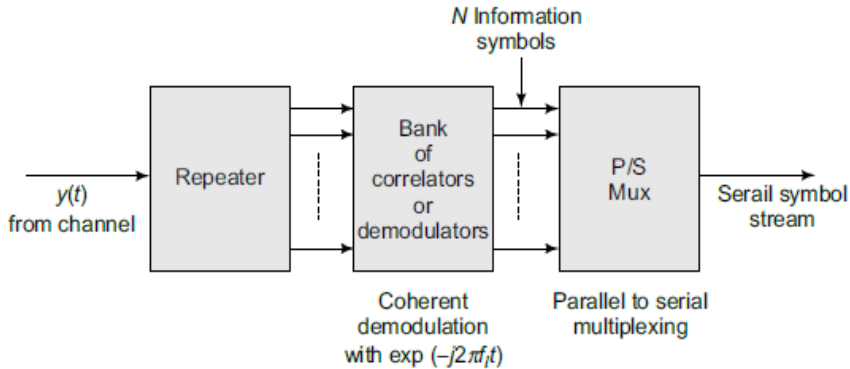 N Information
symbols
Repeater
Bank
of
correlators
or
demodulators
P/S
Mux
y(t)
from channel
Serail symbol
stream
Coherent
demodulation
with exp (–j2πfᵢt)
Parallel to serial
multiplexing